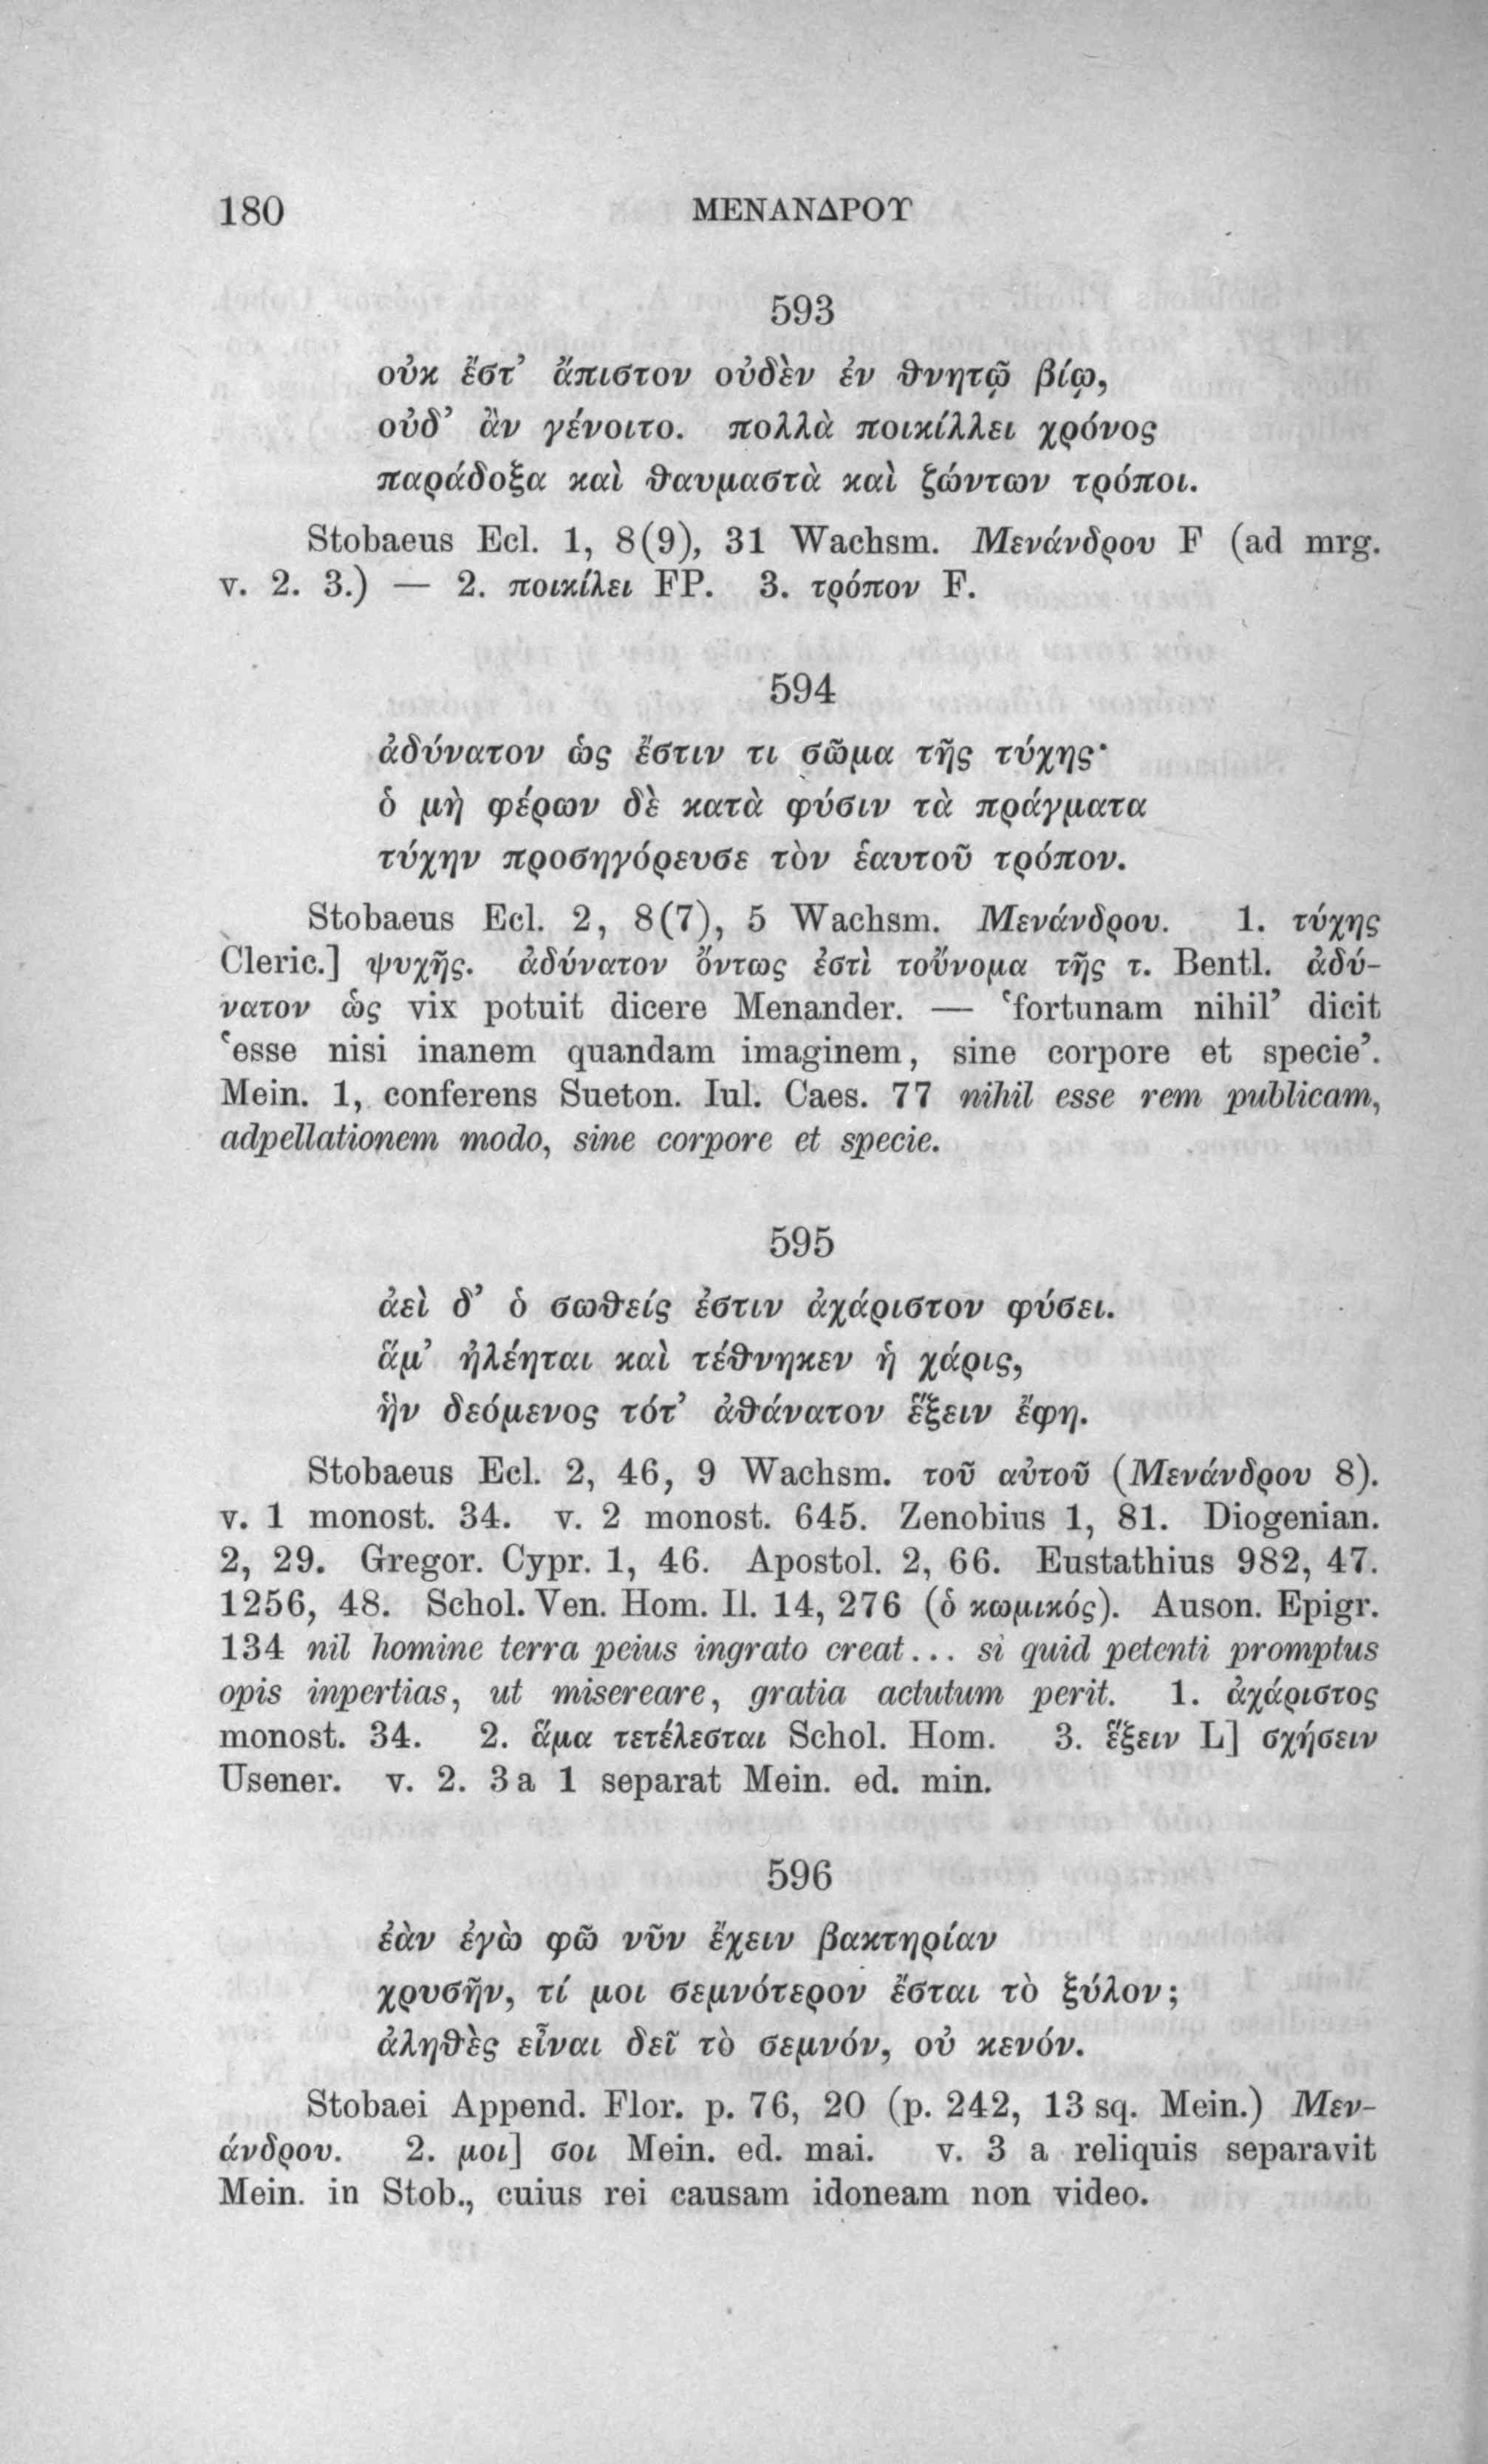 180 ΜΕΝΑΝΔΡΟΥ
593
οὐκ ἔστ’ ἄπιστον οὐδὲν ἐν θνητῷ βίῳ,
οὐδ’ ἂν γένοιτο. πολλὰ ποικίλλει χρόνος
παράδοξα καὶ θαυμαστὰ καὶ ζώντων τρόποι.
Stobaeus Ecl. 1, 8(9), 31 Wachsm. Μενάνδρου F (ad mrg.
v. 2. 3.) — 2. ποικίλει FP. 3. τρόπον F.
594
ἀδύνατον ὡς ἔστιν τι σῶμα τῆς τύχης·
ὁ μὴ φέρων δὲ κατὰ φύσιν τὰ πράγματα
τύχην προσηγόρευσε τὸν ἑαυτοῦ τρόπον.
Stobaeus Ecl. 2, 8(7), 5 Wachsm. Μενάνδρου. 1. τύχης
Cleric.] ψυχῆς. ἀδύνατον ὄντως ἐστὶ τοὔνομα τῆς τ. Bentl. ἀδύ-
νατον ὡς vix potuit dicere Menander. — ‘fortunam nihil’ dicit
‘esse nisi inanem quandam imaginem, sine corpore et specie’.
Mein. 1, conferens Sueton. Iul. Caes. 77 nihil esse rem publicam,
adpellationem modo, sine corpore et specie.
595
ἀεὶ δ’ ὁ σωθείς ἐστιν ἀχάριστον φύσει.
ἅμ’ ἠλέηται καὶ τέθνηκεν ἡ χάρις,
ἣν δεόμενος τότ’ ἀθάνατον ἕξειν ἔφη.
Stobaeus Ecl. 2, 46, 9 Wachsm. τοῦ αὐτοῦ (Μενάνδρου 8).
v. 1 monost. 34. v. 2 monost. 645. Zenobius 1, 81. Diogenian.
2, 29. Gregor. Cypr. 1, 46. Apostol. 2, 66. Eustathius 982, 47.
1256, 48. Schol. Ven. Hom. Il. 14, 276 (ὁ κωμικός). Auson. Epigr.
134 nil homine terra peius ingrato creat... si quid petenti promptus
opis inpertias, ut misereare, gratia actutum perit. 1. ἀχάριστος
monost. 34. 2. ἅμα τετέλεσται Schol. Hom. 3. ἕξειν L] σχήσειν
Usener. v. 2. 3 a 1 separat Mein. ed. min.
596
ἐὰν ἐγὼ φῶ νῦν ἔχειν βακτηρίαν
χρυσῆν, τί μοι σεμνότερον ἔσται τὸ ξύλον;
ἀληθὲς εἶναι δεῖ τὸ σεμνόν, οὐ κενόν.
Stobaei Append. Flor. p. 76, 20 (p. 242, 13 sq. Mein.) Μεν-
άνδρου. 2. μοι] σοι Mein. ed. mai. v. 3 a reliquis separavit
Mein. in Stob., cuius rei causam idoneam non video.